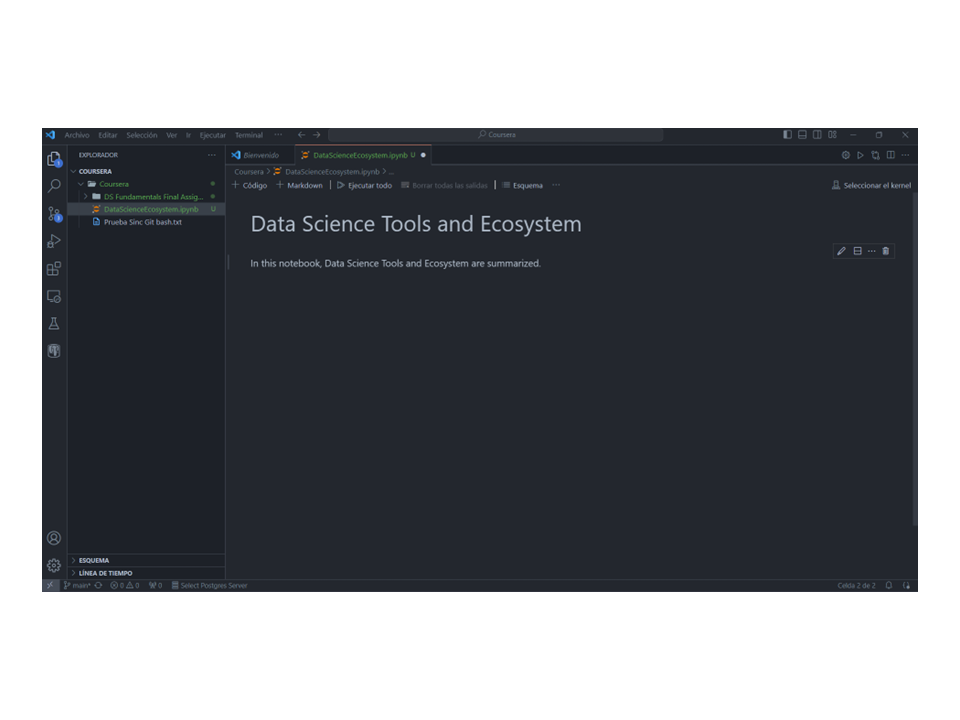 Archivo Editar Selección Ver Ir Ejecutar Terminal ··· Coursera
EXPLORADOR ···
Bienvenido DataScienceEcosystem.ipynb U
COURSERA
Coursera > DataScienceEcosystem.ipynb > ...
Coursera
+ Código + Markdown | Ejecutar todo Borrar todas las salidas | Esquema ··· Seleccionar el kernel
DS Fundamentals Final Assig...
DataScienceEcosystem.ipynb U
Prueba Sinc Git bash.txt
Data Science Tools and Ecosystem
In this notebook, Data Science Tools and Ecosystem are summarized.
1
1
ESQUEMA
LÍNEA DE TIEMPO
main* 0 0 0 Select Postgres Server Celda 2 de 2